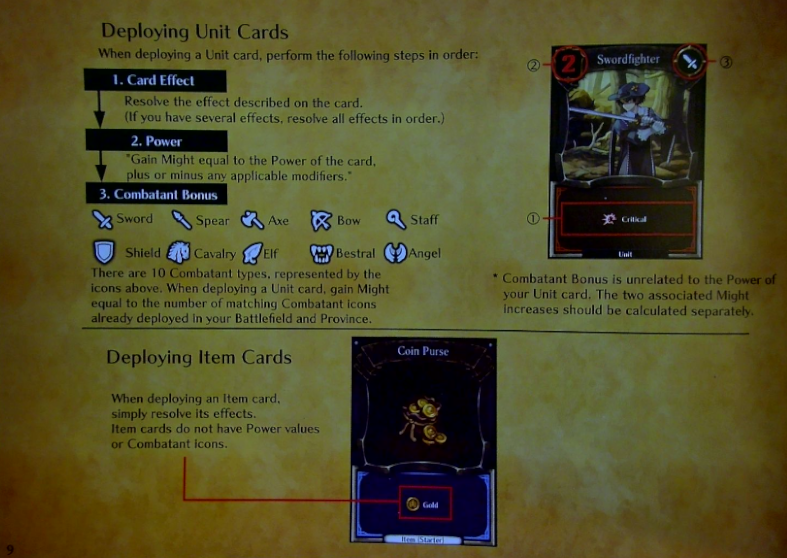 Deploying Unit Cards
When deploying a Unit card, perform the following steps in order:
1. Card Effect
Resolve the effect described on the card.
(If you have several effects, resolve all effects in order.)
2. Power
"Gain Might equal to the Power of the card,
plus or minus any applicable modifiers."
3. Combatant Bonus
Sword Spear Axe Bow Staff
Shield Cavalry Elf Bestral Angel
There are 10 Combatant types, represented by the
icons above. When deploying a Unit card, gain Might
equal to the number of matching Combatant icons
already deployed in your Battlefield and Province.
② 2 Swordfighter ③
① Critical
Unit
* Combatant Bonus is unrelated to the Power of
your Unit card. The two associated Might
increases should be calculated separately.
Deploying Item Cards
When deploying an Item card,
simply resolve its effects.
Item cards do not have Power values
or Combatant icons.
Coin Purse
Gold
Item (Starter)
9